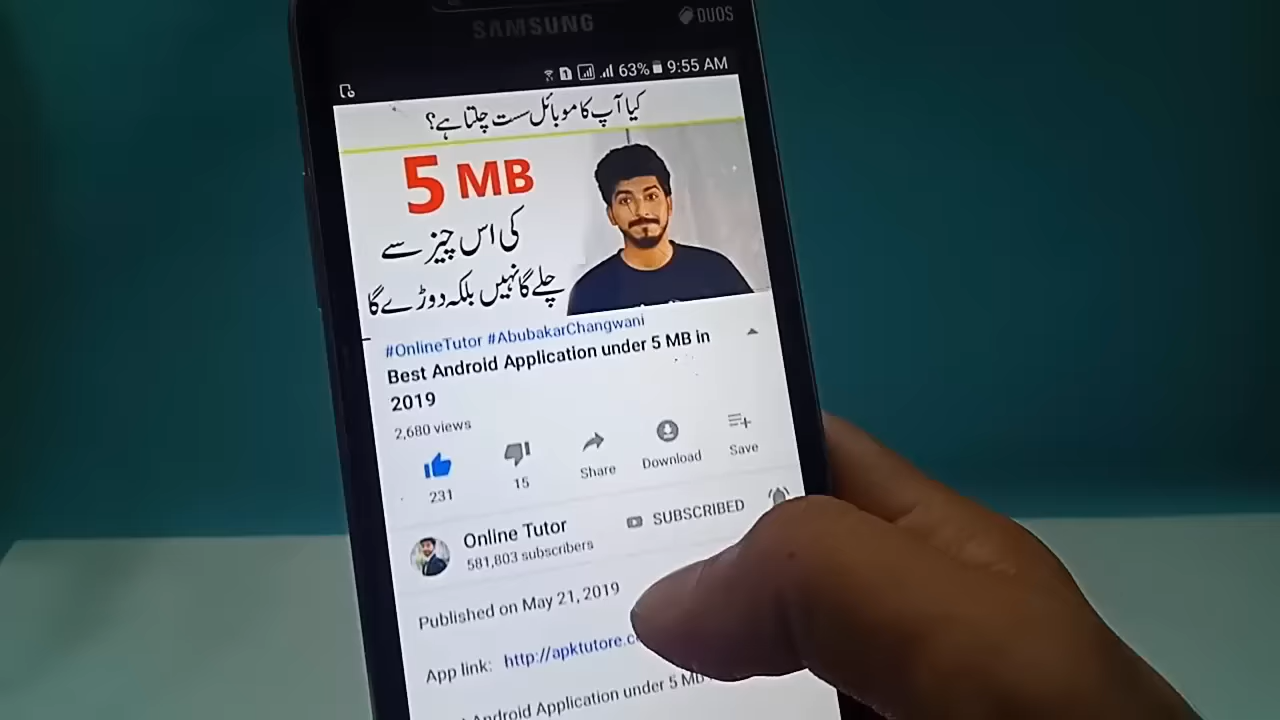 SAMSUNG
DUOS
63% 9:55 AM
کیا آپ کا موبائل سست چلتا ہے؟
5 MB
کی اس چیز سے
چلے گا نہیں بلکہ دوڑے گا
#OnlineTutor #AbubakarChangwani
Best Android Application under 5 MB in
2019
2,680 views
231
15
Share
Download
Save
Online Tutor
SUBSCRIBED
581,803 subscribers
Published on May 21, 2019
App link: http://apktutore.c
Android Application under 5 MB